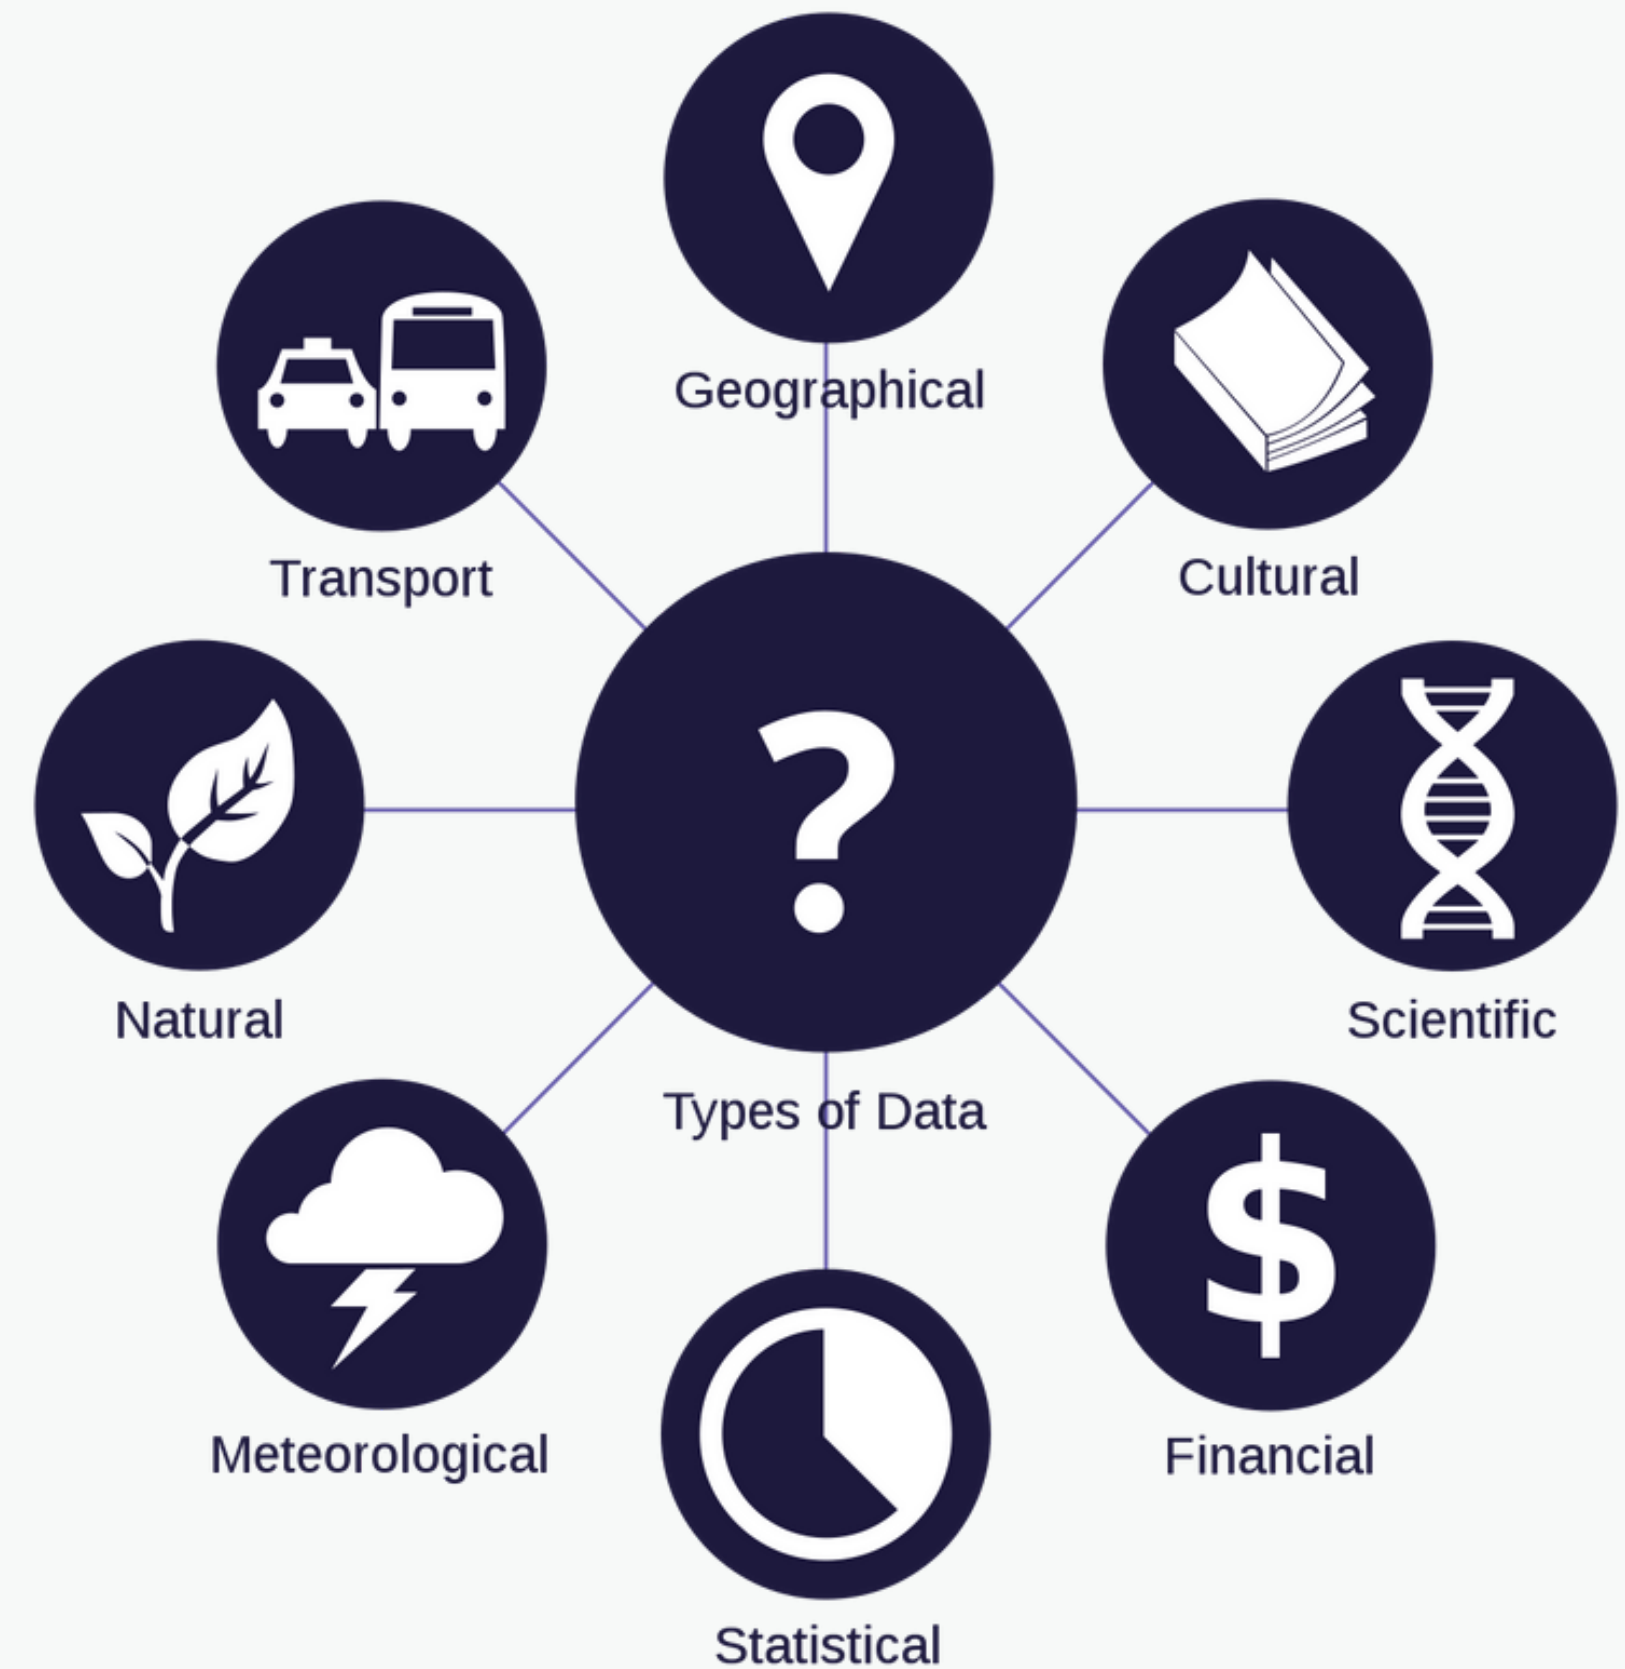 Geographical
Transport
Cultural
?
Natural
Scientific
Types of Data
$
Meteorological
Financial
Statistical